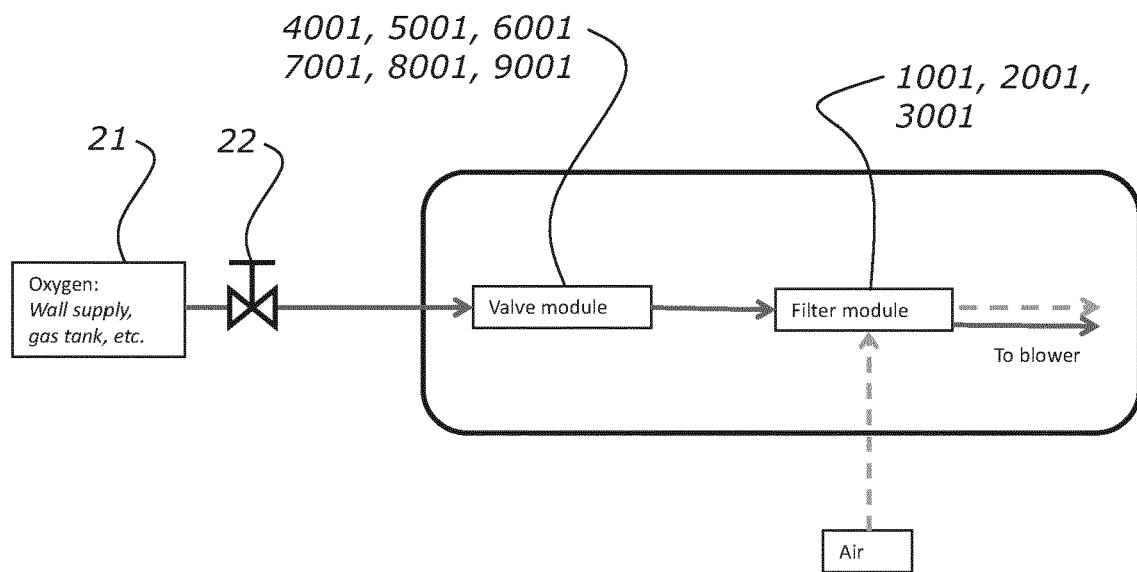 4001, 5001, 6001
7001, 8001, 9001
1001, 2001,
3001
21
22
Oxygen:
Wall supply,
gas tank, etc.
Valve module
Filter module
To blower
Air